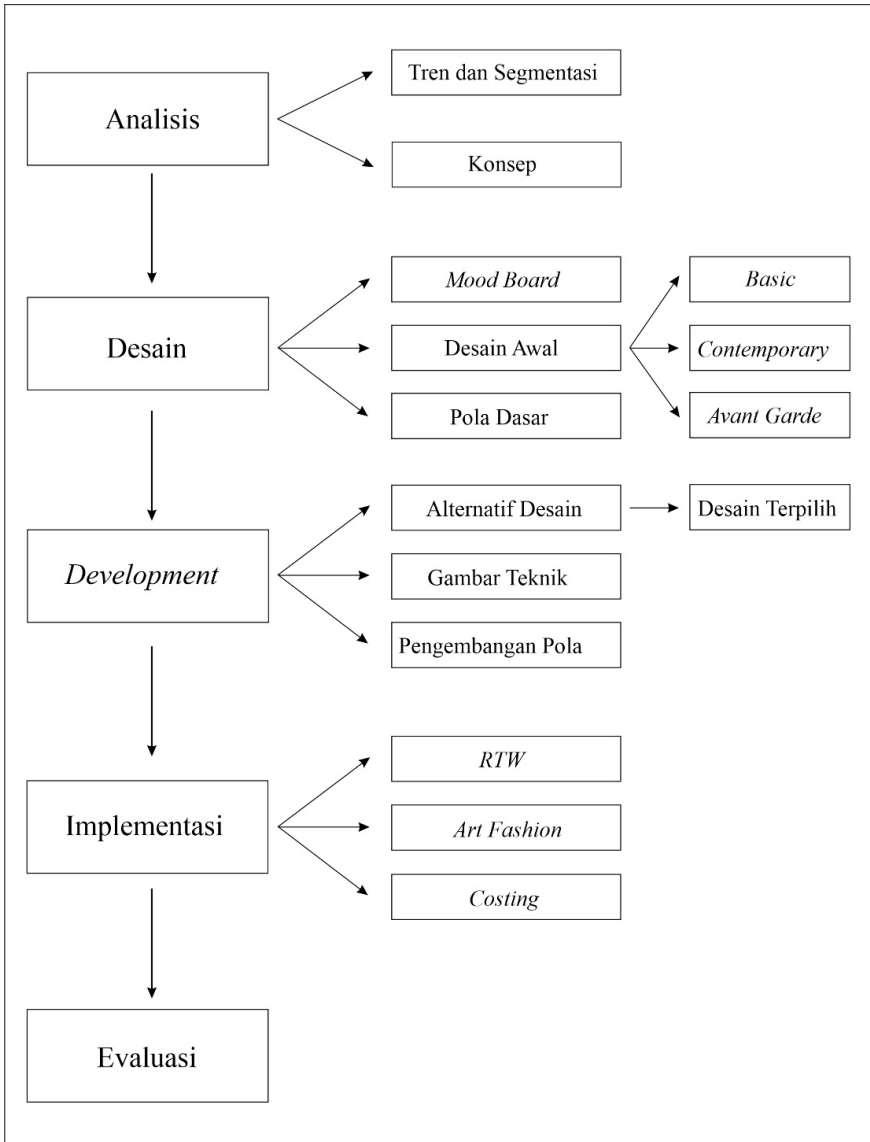 Analisis
Tren dan Segmentasi
Konsep
Desain
Mood Board
Desain Awal
Pola Dasar
Basic
Contemporary
Avant Garde
Development
Alternatif Desain
Desain Terpilih
Gambar Teknik
Pengembangan Pola
Implementasi
RTW
Art Fashion
Costing
Evaluasi